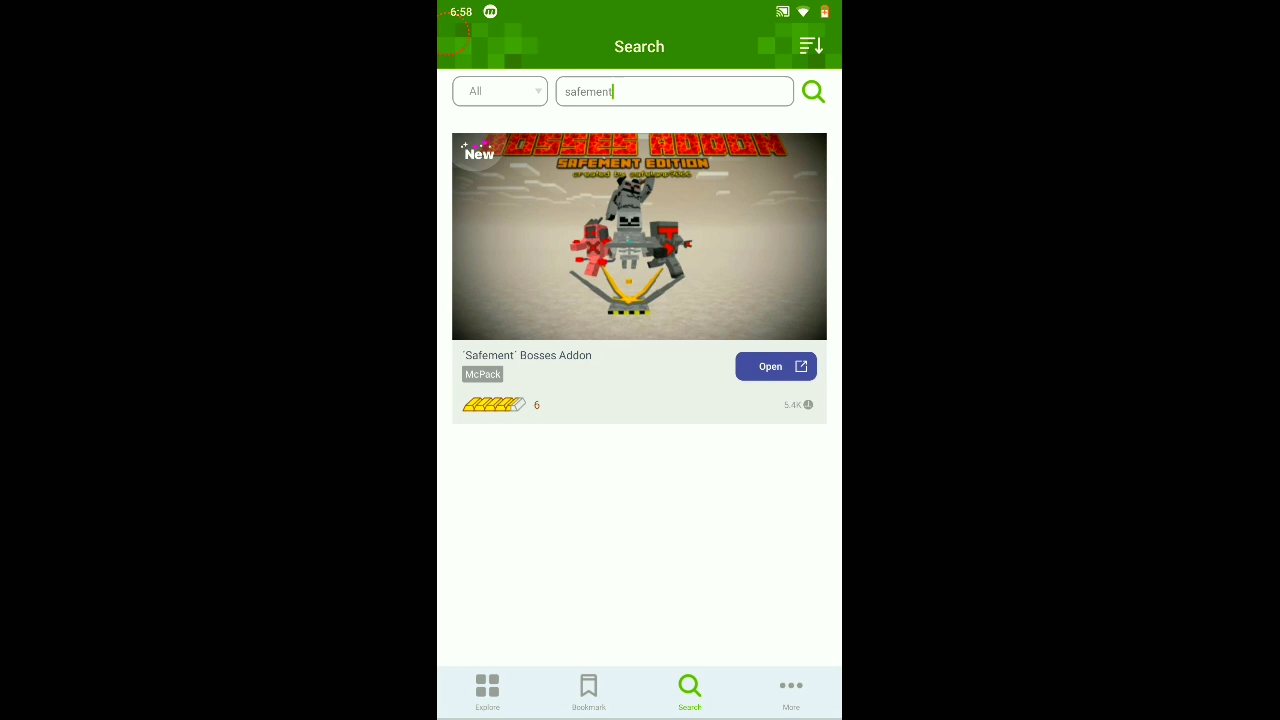 6:58
Search
All
safement
New
BOSSES ADDON
SAFEMENT EDITION
´Safement` Bosses Addon
McPack
Open
6
5.4K
Explore
Bookmark
Search
More